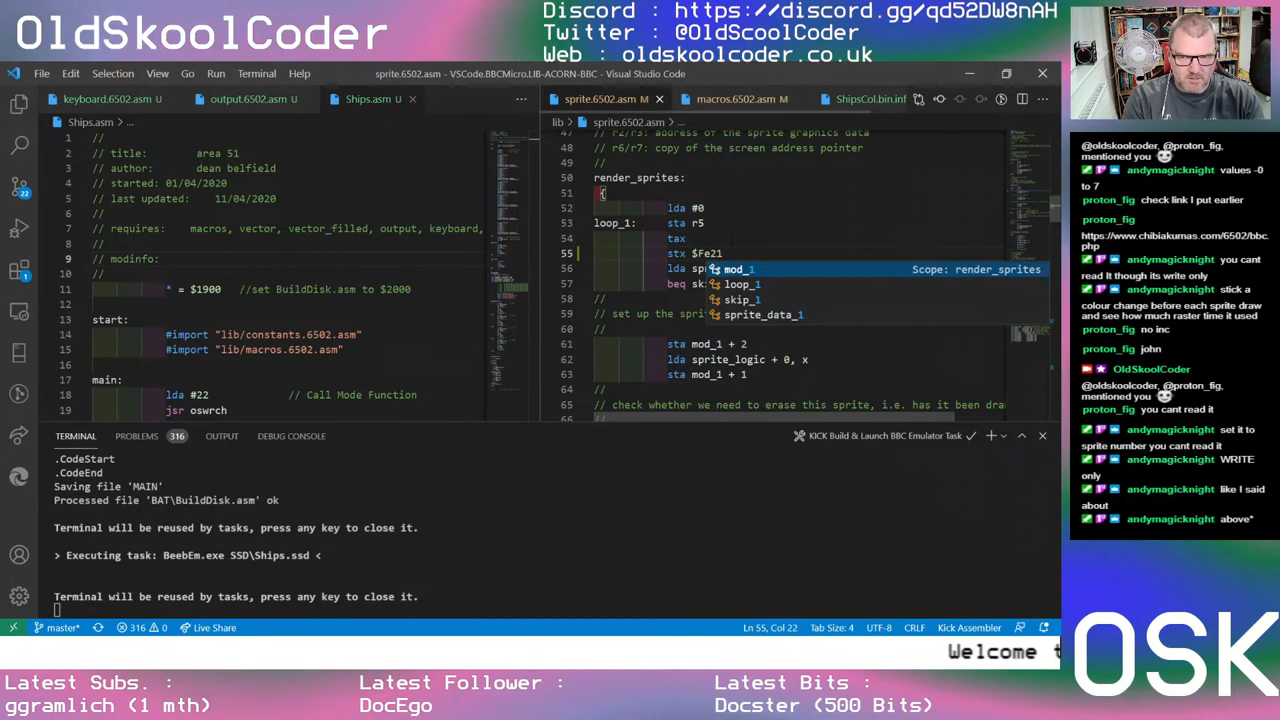 OldSkoolCoder
Discord : https://discord.gg/qd52DW8nAH
Twitter : @OldScoolCoder
Web : oldskoolcoder.co.uk
File Edit Selection View Go Run Terminal Help
sprite.6502.asm - VSCode.BBCMicro.LIB-ACORN-BBC - Visual Studio Code
keyboard.6502.asm U
output.6502.asm U
Ships.asm U
Ships.asm > ...
1 //
2 // title: area 51
3 // author: dean belfield
4 // started: 01/04/2020
5 // last updated: 11/04/2020
6 //
7 // requires: macros, vector, vector_filled, output, keyboard,
8 //
9 // modinfo:
10 //
11 * = $1900 //set BuildDisk.asm to $2000
12
13 start:
14 #import "lib/constants.6502.asm"
15 #import "lib/macros.6502.asm"
16
17 main:
18 lda #22 // Call Mode Function
19 jsr oswrch
sprite.6502.asm M
macros.6502.asm M
ShipsCol.bin.inf
lib > sprite.6502.asm > ...
47 // r2/r3: address of the sprite graphics data
48 // r6/r7: copy of the screen address pointer
49 //
50 render_sprites:
51 {
52 lda #0
53 loop_1: sta r5
54 tax
55 stx $Fe21
56 lda spr
57 beq sk
58 //
59 // set up the spri
60 //
61 sta mod_1 + 2
62 lda sprite_logic + 0, x
63 sta mod_1 + 1
64 //
65 // check whether we need to erase this sprite, i.e. has it been draw
66 //
mod_1 Scope: render_sprites
loop_1
skip_1
sprite_data_1
TERMINAL PROBLEMS 316 OUTPUT DEBUG CONSOLE
KICK Build & Launch BBC Emulator Task
.CodeStart
.CodeEnd
Saving file 'MAIN'
Processed file 'BAT\BuildDisk.asm' ok
Terminal will be reused by tasks, press any key to close it.
> Executing task: BeebEm.exe SSD\Ships.ssd <
Terminal will be reused by tasks, press any key to close it.
22
master* 316 0 Live Share
Ln 55, Col 22 Tab Size: 4 UTF-8 CRLF Kick Assembler
@oldskoolcoder, @proton_fig,
mentioned you
andymagicknight values -0
to 7
proton_fig check link I put earlier
proton_fig
https://www.chibiakumas.com/6502/bbc.
php
andymagicknight you cant
read It though its write only
andymagicknight stick a
colour change before each sprite draw
and see how much raster time it used
proton_fig no inc
proton_fig john
OldSkoolCoder
@oldskoolcoder, @proton_fig,
mentioned you
proton_fig you cant read it
andymagicknight set it to
sprite number you cant read it
andymagicknight WRITE
only
andymagicknight like I said
about
andymagicknight above*
OSK
Welcome t
Latest Subs. :
ggramlich (1 mth)
Latest Follower :
DocEgo
Latest Bits :
Docster (500 Bits)